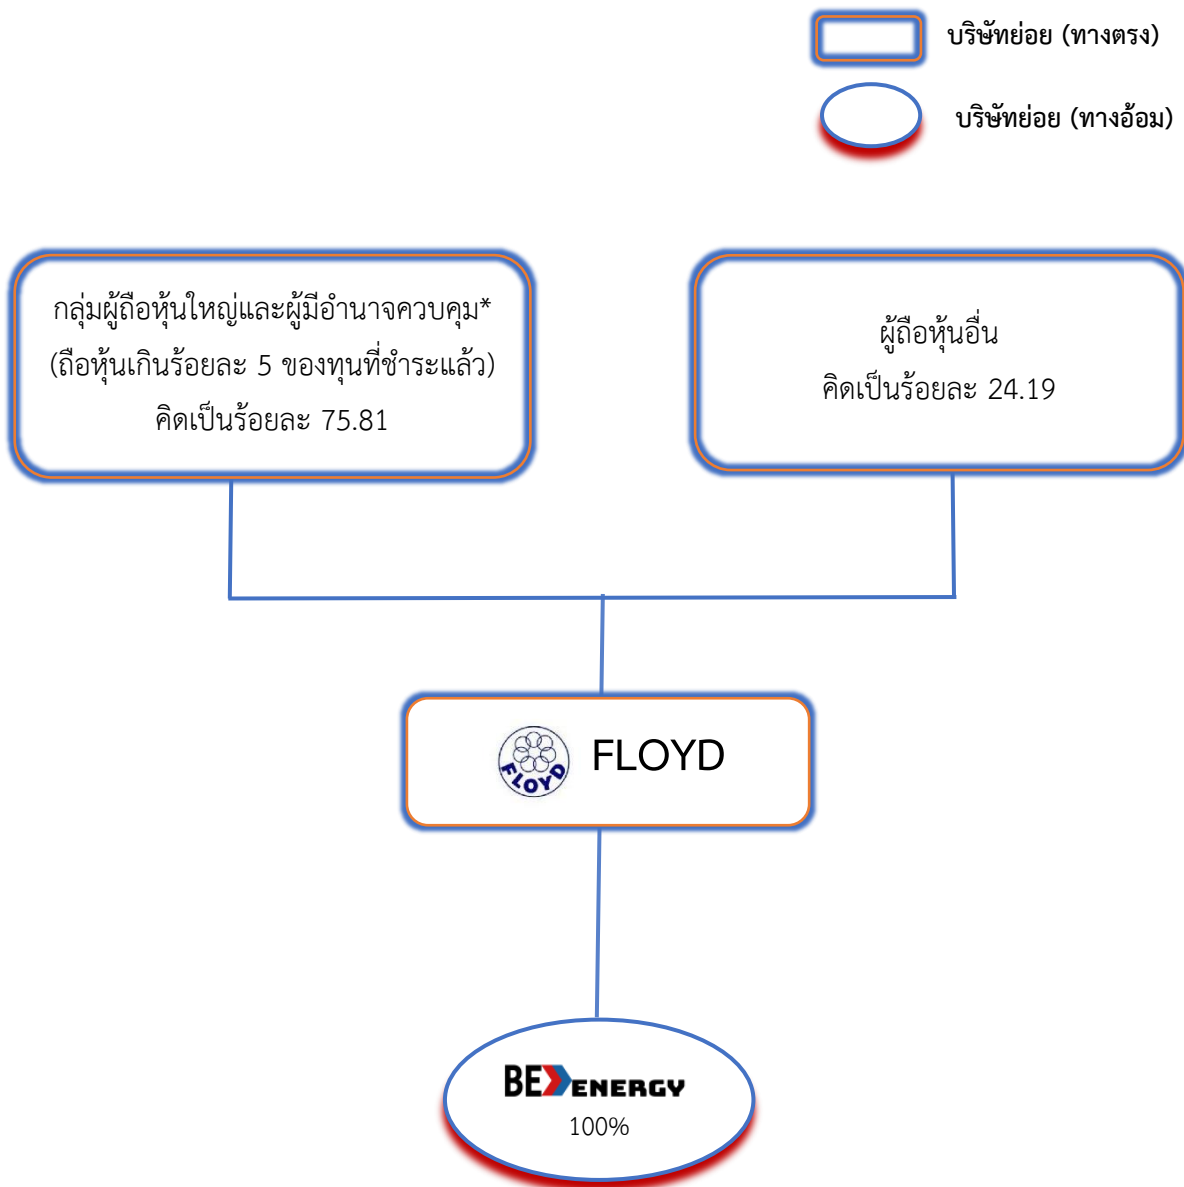 บริษัทย่อย (ทางตรง)
บริษัทย่อย (ทางอ้อม)
กลุ่มผู้ถือหุ้นใหญ่และผู้มีอำนาจควบคุม*
(ถือหุ้นเกินร้อยละ 5 ของทุนที่ชำระแล้ว)
คิดเป็นร้อยละ 75.81
ผู้ถือหุ้นอื่น
คิดเป็นร้อยละ 24.19
FLOYD
FLOYD
BE ENERGY
100%